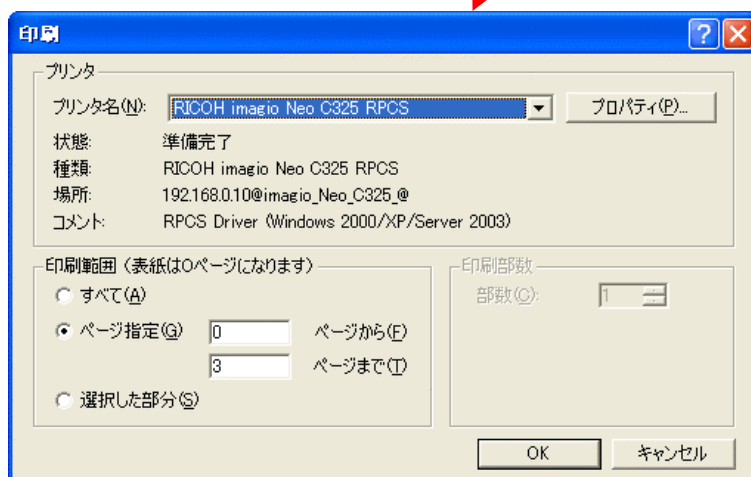 印刷
プリンタ
プリンタ名(N): RICOH imagio Neo C325 RPCS プロパティ(P)...
状態: 準備完了
種類: RICOH imagio Neo C325 RPCS
場所: 192.168.0.10@imagio_Neo_C325_@
コメント: RPCS Driver (Windows 2000/XP/Server 2003)
印刷範囲（表紙は0ページになります） 印刷部数
すべて(A) 部数(C): 1
ページ指定(G) 0 ページから(F)
3 ページまで(T)
選択した部分(S)
OK キャンセル